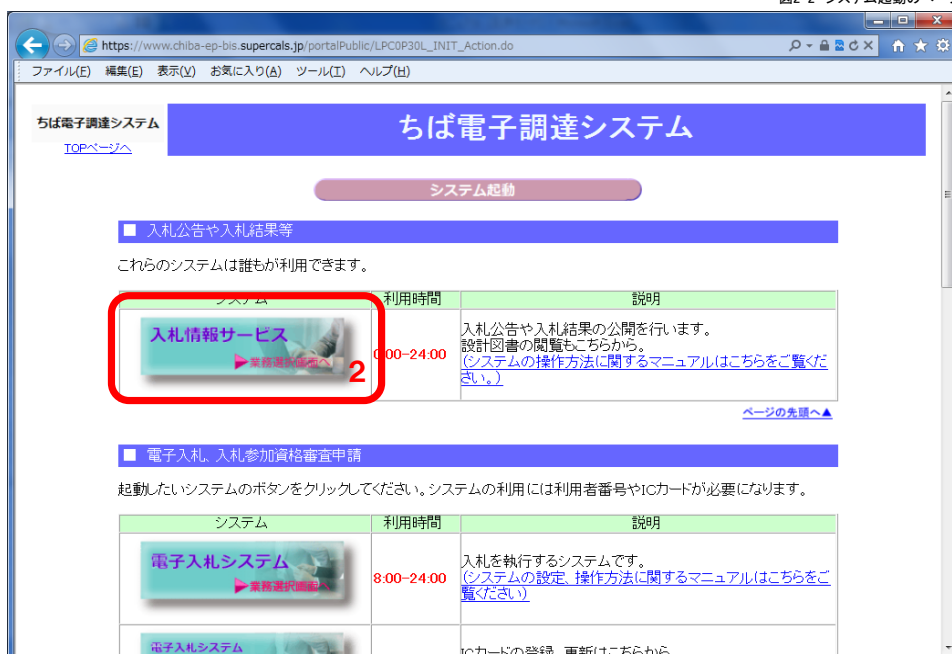 https://www.chiba-ep-bis.supercals.jp/portalPublic/LPC0P30L_INIT_Action.do
ファイル(F) 編集(E) 表示(V) お気に入り(A) ツール(T) ヘルプ(H)
ちば電子調達システム
TOPページへ
ちば電子調達システム
システム起動
■ 入札公告や入札結果等
これらのシステムは誰もが利用できます。
利用時間 説明
入札情報サービス
▶業務選択画面へ
2
00-24:00
入札公告や入札結果の公開を行います。
設計図書の閲覧もこちらから。
(システムの操作方法に関するマニュアルはこちらをご覧くだ
さい。)
ページの先頭へ▲
■ 電子入札、入札参加資格審査申請
起動したいシステムのボタンをクリックしてください。システムの利用には利用者番号やICカードが必要になります。
システム 利用時間 説明
電子入札システム
▶業務選択画面へ
8:00-24:00
入札を執行するシステムです。
(システムの設定、操作方法に関するマニュアルはこちらをご
覧ください)
電子入札システム
ICカードの登録、更新はこちらから